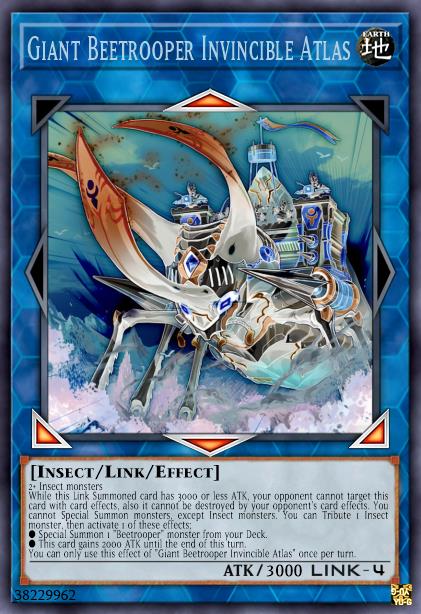 GIANT BEETROOPER INVINCIBLE ATLAS
EARTH
地
[INSECT/LINK/EFFECT]
2+ Insect monsters
While this Link Summoned card has 3000 or less ATK, your opponent cannot target this
card with card effects, also it cannot be destroyed by your opponent's card effects. You
cannot Special Summon monsters, except Insect monsters. You can Tribute 1 Insect
monster, then activate 1 of these effects;
● Special Summon 1 "Beetrooper" monster from your Deck.
● This card gains 2000 ATK until the end of this turn.
You can only use this effect of "Giant Beetrooper Invincible Atlas" once per turn.
ATK/3000 LINK-4
38229962